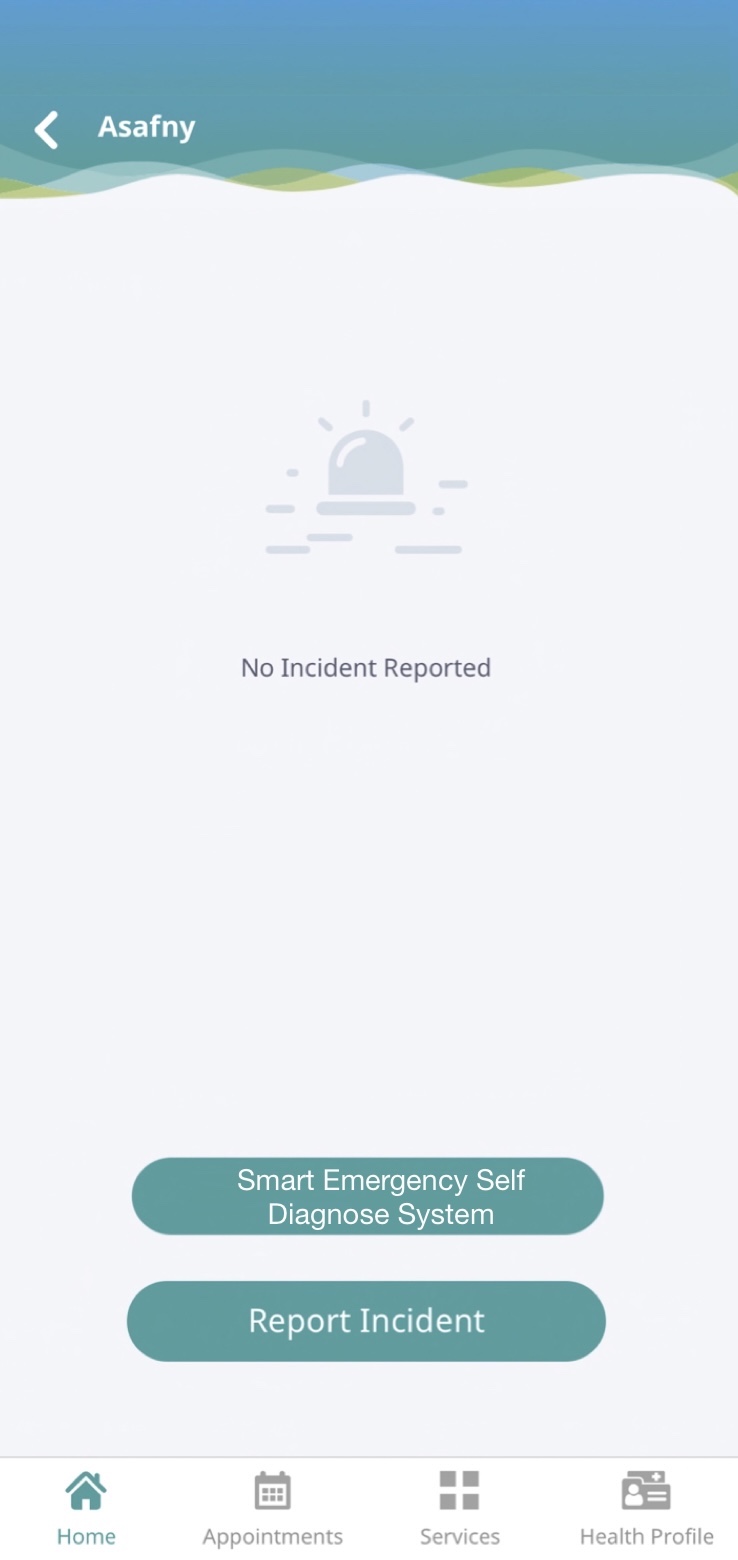 Asafny
No Incident Reported
Smart Emergency Self
Diagnose System
Report Incident
Home
Appointments
Services
Health Profile